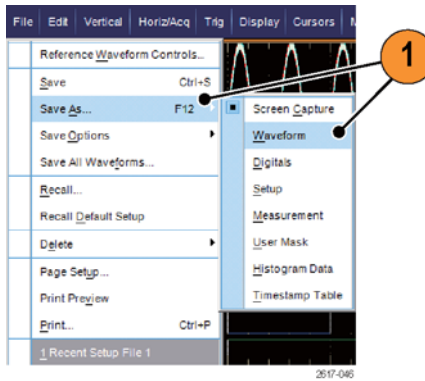 File Edit Vertical Horiz/Acq Trig Display Cursors
Reference Waveform Controls...
Save Ctrl+S
Save As... F12
Save Options
Save All Waveforms...
Recall...
Recall Default Setup
Delete
Page Setup...
Print Preview
Print... Ctrl+P
1 Recent Setup File 1
Screen Capture
Waveform
Digitals
Setup
Measurement
User Mask
Histogram Data
Timestamp Table
1
2617-046